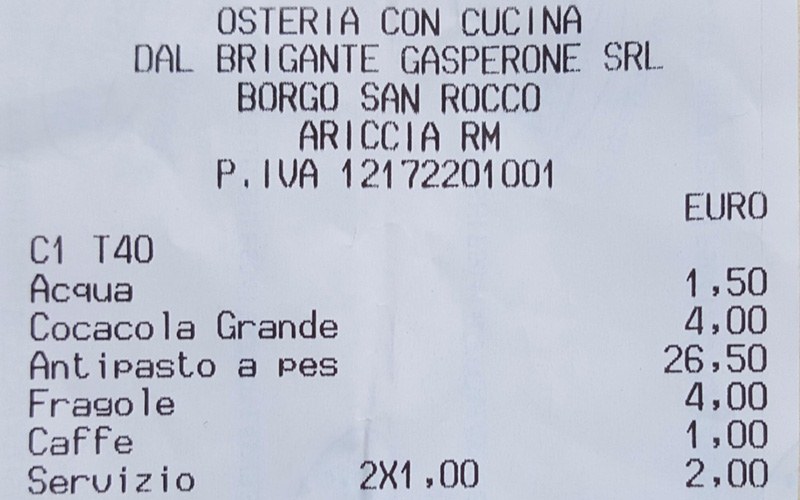 OSTERIA CON CUCINA
DAL BRIGANTE GASPERONE SRL
BORGO SAN ROCCO
ARICCIA RM
P.IVA 12172201001
EURO
C1 T40
Acqua 1,50
Cocacola Grande 4,00
Antipasto a pes 26,50
Fragole 4,00
Caffe 1,00
Servizio 2X1,00 2,00